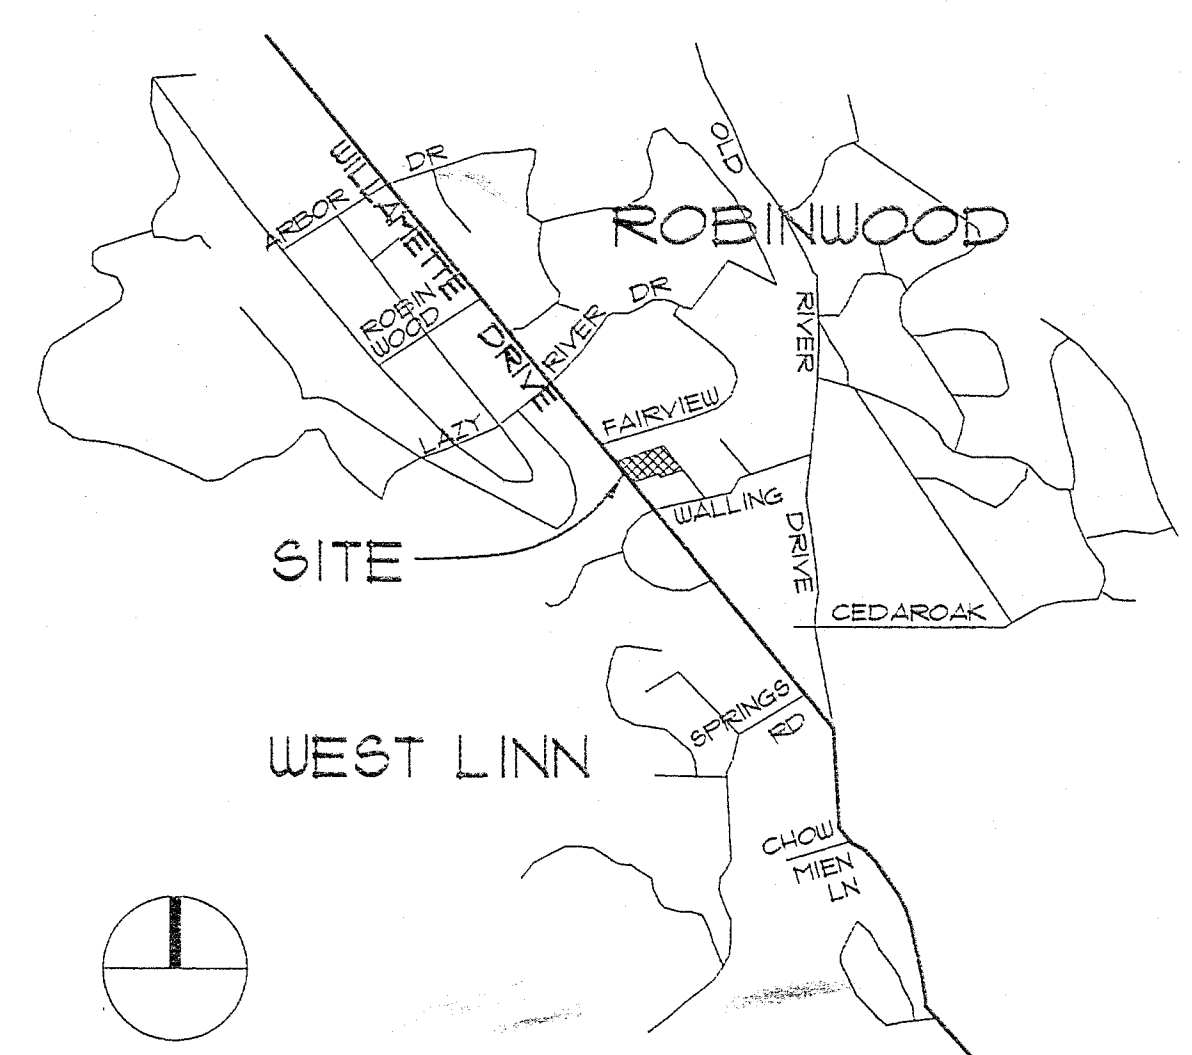 OLD
WILLAMETTE
DR
ARBOR
ROBINWOOD
RIVER
DR
ROBIN
WOOD
RIVER
DRIVE
RIVER
FAIRVIEW
LAZY
WALLING
DRIVE
SITE
CEDAROAK
SPRINGS
RD
WEST LINN
CHOW
MIEN
LN